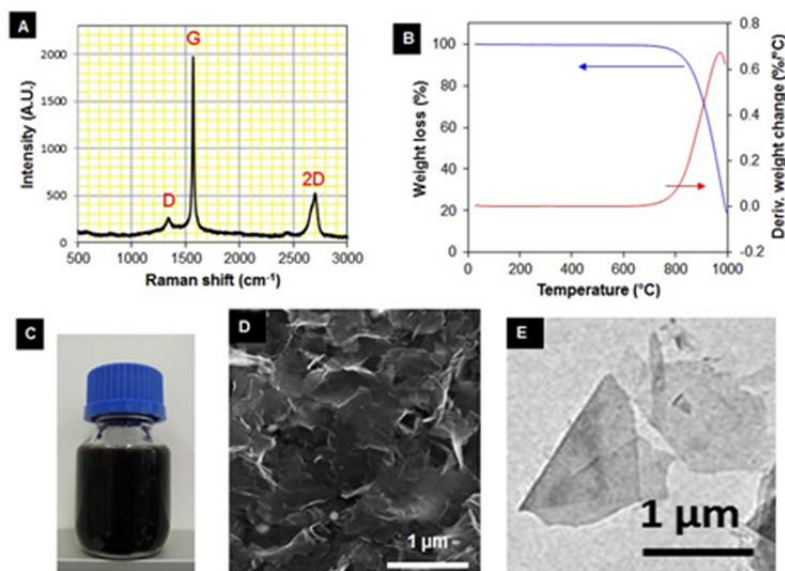 A
G
D
2D
2000
1500
1000
500
0
500 1000 1500 2000 2500 3000
Intensity (A.U.)
Raman shift (cm⁻¹)
B
100
80
60
40
20
0
0.8
0.6
0.4
0.2
0.0
-0.2
0 200 400 600 800 1000
Weight loss (%)
Deriv. weight change (%/°C)
Temperature (°C)
C
D
1 µm
E
1 µm